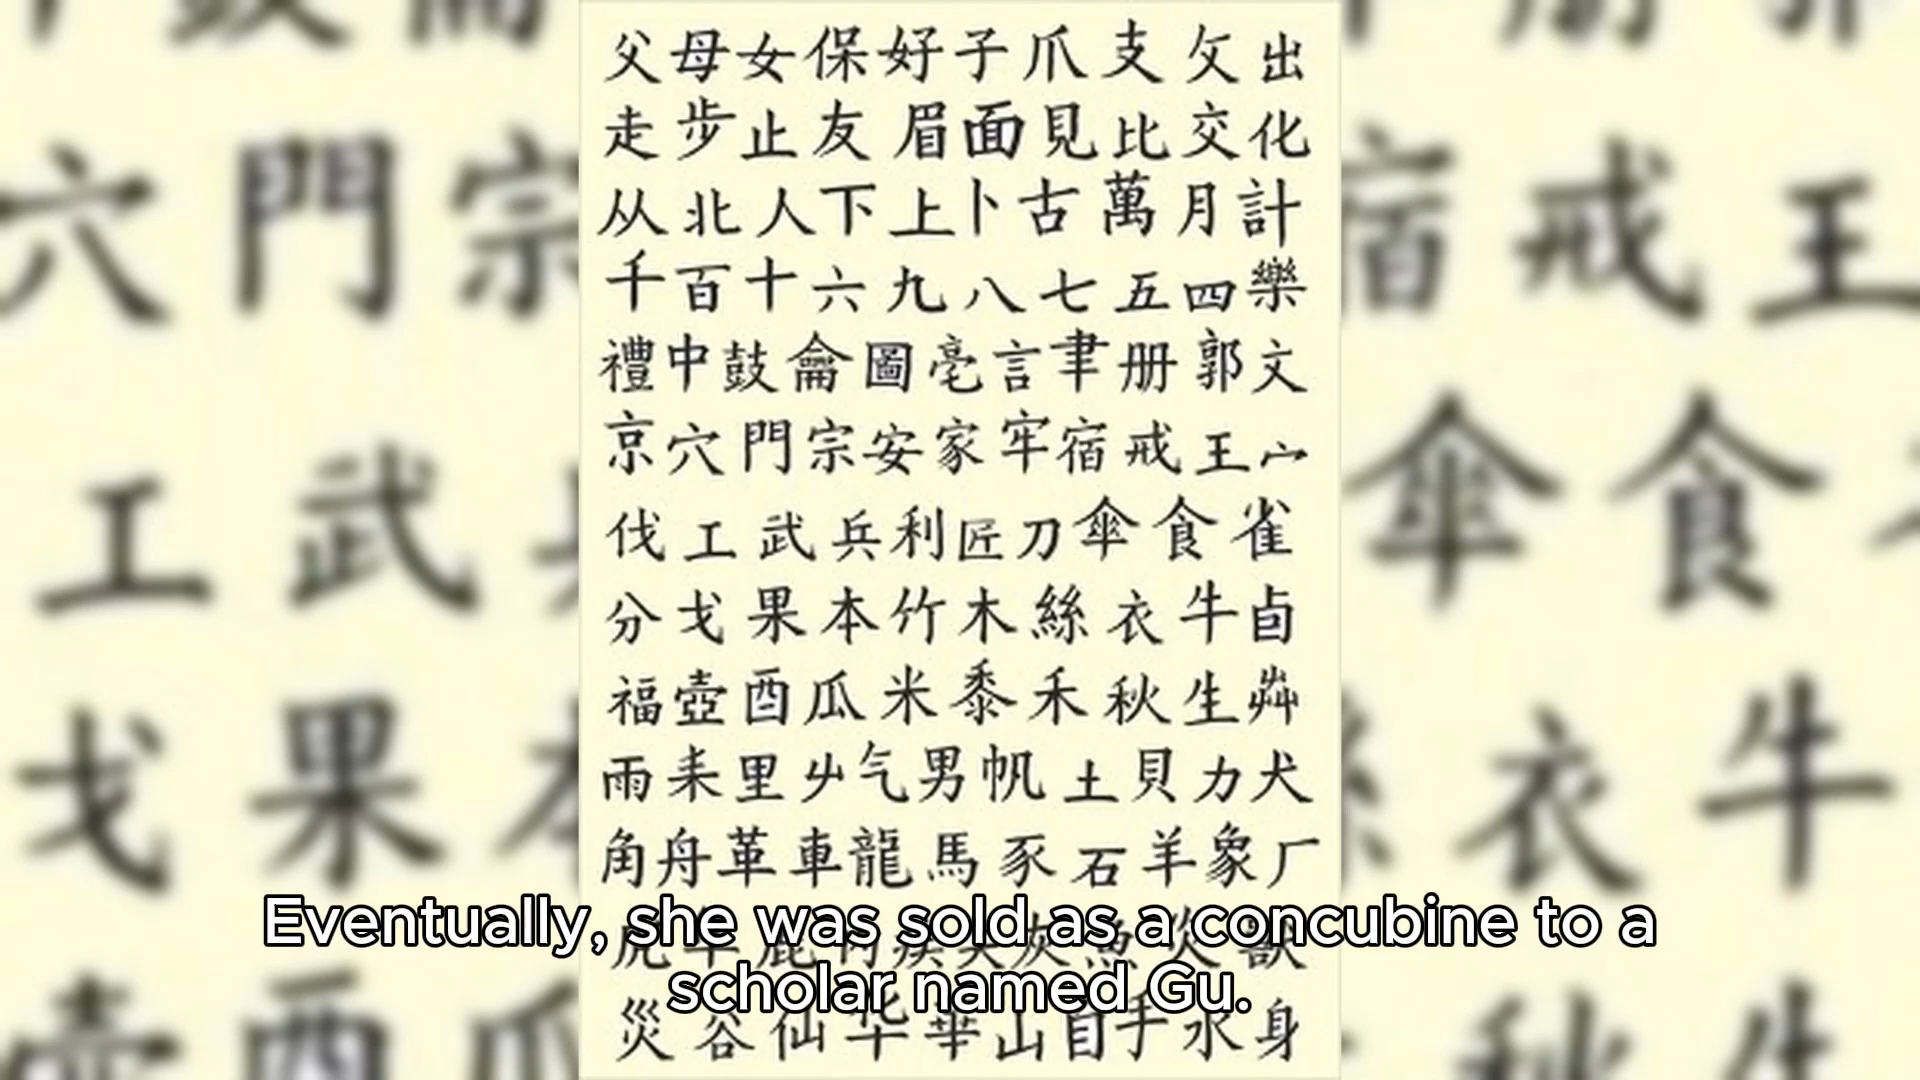 父母女保好子爪支攵出
走步止友眉面見比交化
从北人下上卜古萬月計
千百十六九八七五四樂
禮中鼓龠圖亳言聿册郭文
京穴門宗安家牢宿戒王宀
伐工武兵利匠刀傘食雀
分戈果本竹木絲衣牛卣
福壺酉瓜米黍禾秋生茻
雨耒里屮气男帆土貝力犬
角舟革車龍馬豕石羊象厂
Eventually, she was sold as a concubine to a
scholar named Gu.
災谷仙华華山目手水身